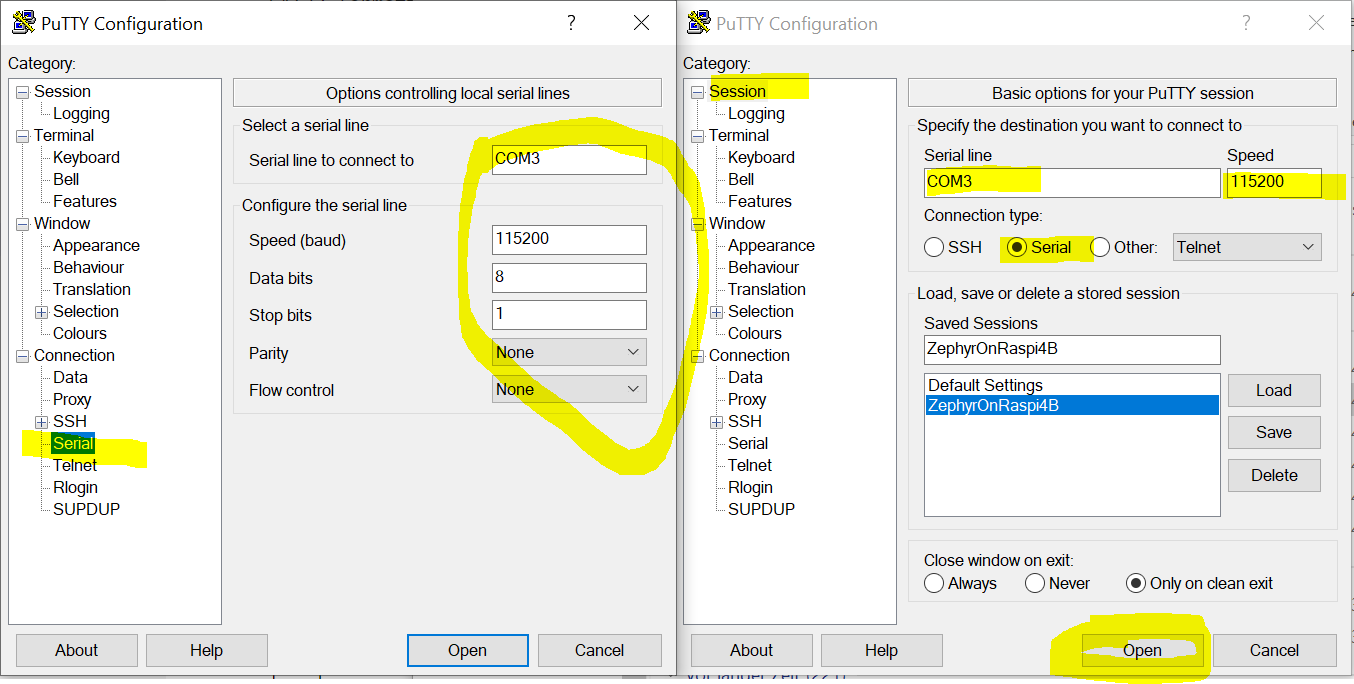 PuTTY Configuration
?
Category:
Session
Logging
Terminal
Keyboard
Bell
Features
Window
Appearance
Behaviour
Translation
Selection
Colours
Connection
Data
Proxy
SSH
Serial
Telnet
Rlogin
SUPDUP
Options controlling local serial lines
Select a serial line
Serial line to connect to COM3
Configure the serial line
Speed (baud) 115200
Data bits 8
Stop bits 1
Parity None
Flow control None
About Help Open Cancel
PuTTY Configuration
?
Category:
Session
Logging
Terminal
Keyboard
Bell
Features
Window
Appearance
Behaviour
Translation
Selection
Colours
Connection
Data
Proxy
SSH
Serial
Telnet
Rlogin
SUPDUP
Basic options for your PuTTY session
Specify the destination you want to connect to
Serial line Speed
COM3 115200
Connection type:
SSH Serial Other: Telnet
Load, save or delete a stored session
Saved Sessions
ZephyrOnRaspi4B
Default Settings
ZephyrOnRaspi4B
Load
Save
Delete
Close window on exit:
Always Never Only on clean exit
About Help Open Cancel